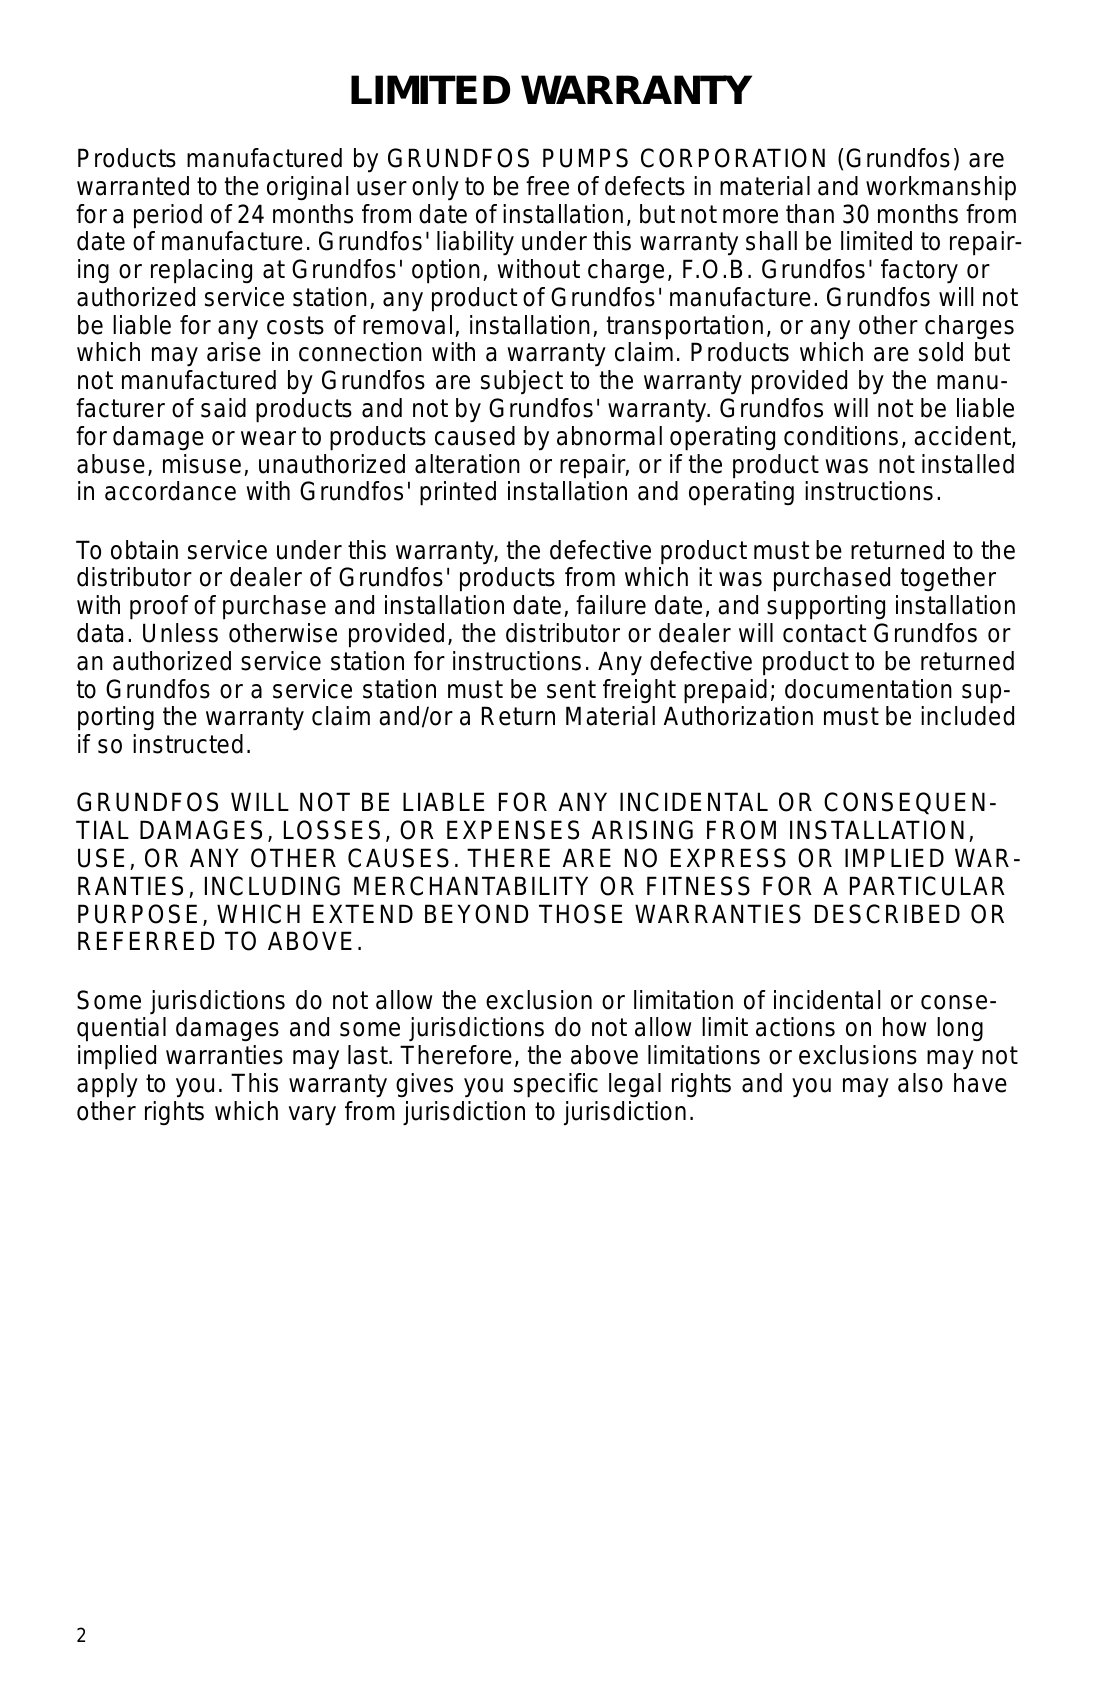 LIMITED WARRANTY
Products manufactured by GRUNDFOS PUMPS CORPORATION (Grundfos) are
warranted to the original user only to be free of defects in material and workmanship
for a period of 24 months from date of installation, but not more than 30 months from
date of manufacture. Grundfos' liability under this warranty shall be limited to repair-
ing or replacing at Grundfos' option, without charge, F.O.B. Grundfos' factory or
authorized service station, any product of Grundfos' manufacture. Grundfos will not
be liable for any costs of removal, installation, transportation, or any other charges
which may arise in connection with a warranty claim. Products which are sold but
not manufactured by Grundfos are subject to the warranty provided by the manu-
facturer of said products and not by Grundfos' warranty. Grundfos will not be liable
for damage or wear to products caused by abnormal operating conditions, accident,
abuse, misuse, unauthorized alteration or repair, or if the product was not installed
in accordance with Grundfos' printed installation and operating instructions.
To obtain service under this warranty, the defective product must be returned to the
distributor or dealer of Grundfos' products from which it was purchased together
with proof of purchase and installation date, failure date, and supporting installation
data. Unless otherwise provided, the distributor or dealer will contact Grundfos or
an authorized service station for instructions. Any defective product to be returned
to Grundfos or a service station must be sent freight prepaid; documentation sup-
porting the warranty claim and/or a Return Material Authorization must be included
if so instructed.
GRUNDFOS WILL NOT BE LIABLE FOR ANY INCIDENTAL OR CONSEQUEN-
TIAL DAMAGES, LOSSES, OR EXPENSES ARISING FROM INSTALLATION,
USE, OR ANY OTHER CAUSES. THERE ARE NO EXPRESS OR IMPLIED WAR-
RANTIES, INCLUDING MERCHANTABILITY OR FITNESS FOR A PARTICULAR
PURPOSE, WHICH EXTEND BEYOND THOSE WARRANTIES DESCRIBED OR
REFERRED TO ABOVE.
Some jurisdictions do not allow the exclusion or limitation of incidental or conse-
quential damages and some jurisdictions do not allow limit actions on how long
implied warranties may last. Therefore, the above limitations or exclusions may not
apply to you. This warranty gives you specific legal rights and you may also have
other rights which vary from jurisdiction to jurisdiction.
2